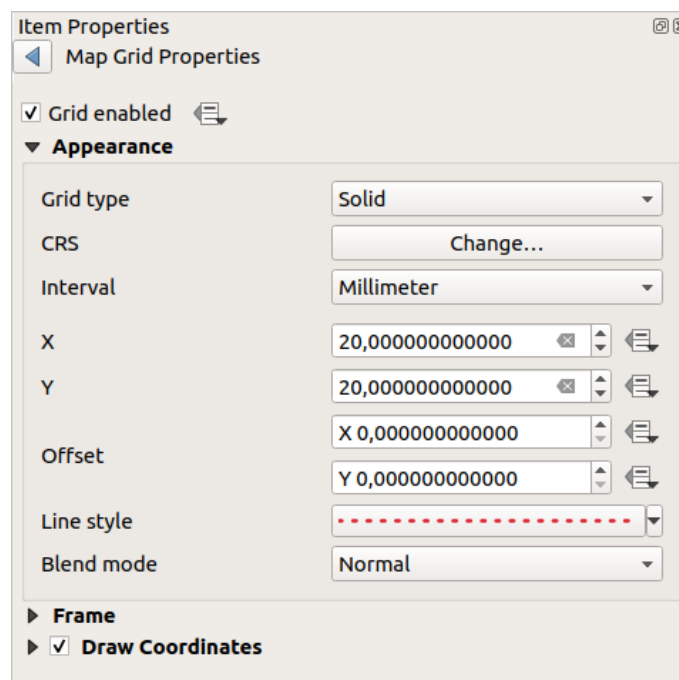 Item Properties
Map Grid Properties
Grid enabled
Appearance
Grid type Solid
CRS Change...
Interval Millimeter
X 20,000000000000
Y 20,000000000000
Offset X 0,000000000000
Y 0,000000000000
Line style
Blend mode Normal
Frame
Draw Coordinates